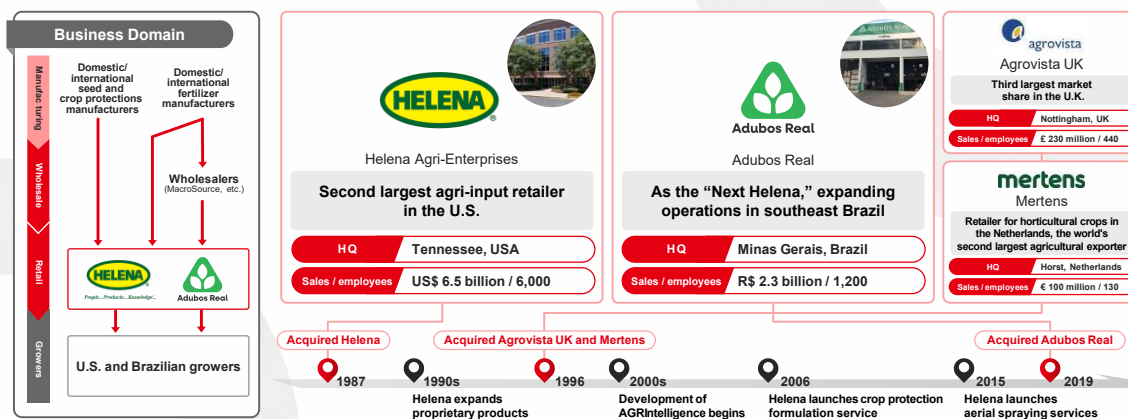 Business Domain
Manufac turing
Wholesale
Retail
Growers
Domestic/
international
seed and
crop protections
manufacturers
Domestic/
international
fertilizer
manufacturers
Wholesalers
(MacroSource, etc.)
HELENA
People...Products...Knowledge...
Adubos Real
U.S. and Brazilian growers
HELENA
Helena Agri-Enterprises
Second largest agri-input retailer
in the U.S.
HQ Tennessee, USA
Sales / employees US$ 6.5 billion / 6,000
ADUBOS REAL
Adubos Real
Adubos Real
As the “Next Helena,” expanding
operations in southeast Brazil
HQ Minas Gerais, Brazil
Sales / employees R$ 2.3 billion / 1,200
agrovista
Agrovista UK
Third largest market
share in the U.K.
HQ Nottingham, UK
Sales / employees £ 230 million / 440
mertens
Mertens
Retailer for horticultural crops in
the Netherlands, the world's
second largest agricultural exporter
HQ Horst, Netherlands
Sales / employees € 100 million / 130
Acquired Helena
Acquired Agrovista UK and Mertens
Acquired Adubos Real
1987
1990s
1996
2000s
2006
2015
2019
Helena expands
proprietary products
Development of
AGRIntelligence begins
Helena launches crop protection
formulation service
Helena launches
aerial spraying services